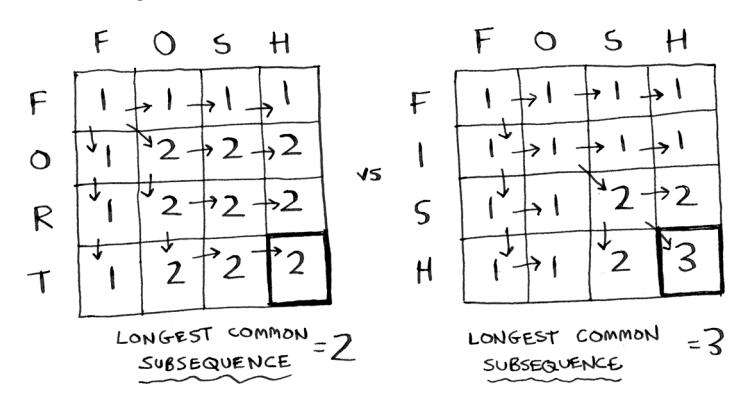 F O S H
F 1 → 1 → 1 → 1
O 1 2 → 2 → 2
R 1 2 → 2 → 2
T 1 2 → 2 → 2
LONGEST COMMON
SUBSEQUENCE = 2
vs
F O S H
F 1 → 1 → 1 → 1
I 1 → 1 → 1 → 1
S 1 → 1 2 → 2
H 1 → 1 2 3
LONGEST COMMON
SUBSEQUENCE = 3